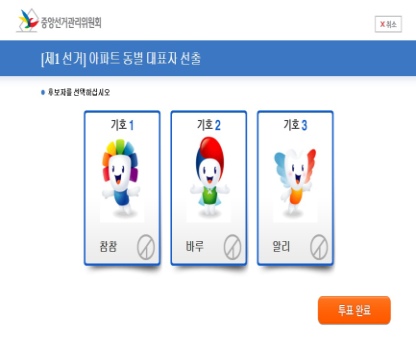 중앙선거관리위원회
X 취소
[제1 선거] 아파트 동별 대표자 선출
후보자를 선택하십시오
기호 1 기호 2 기호 3
참참 바루 알리
투표 완료